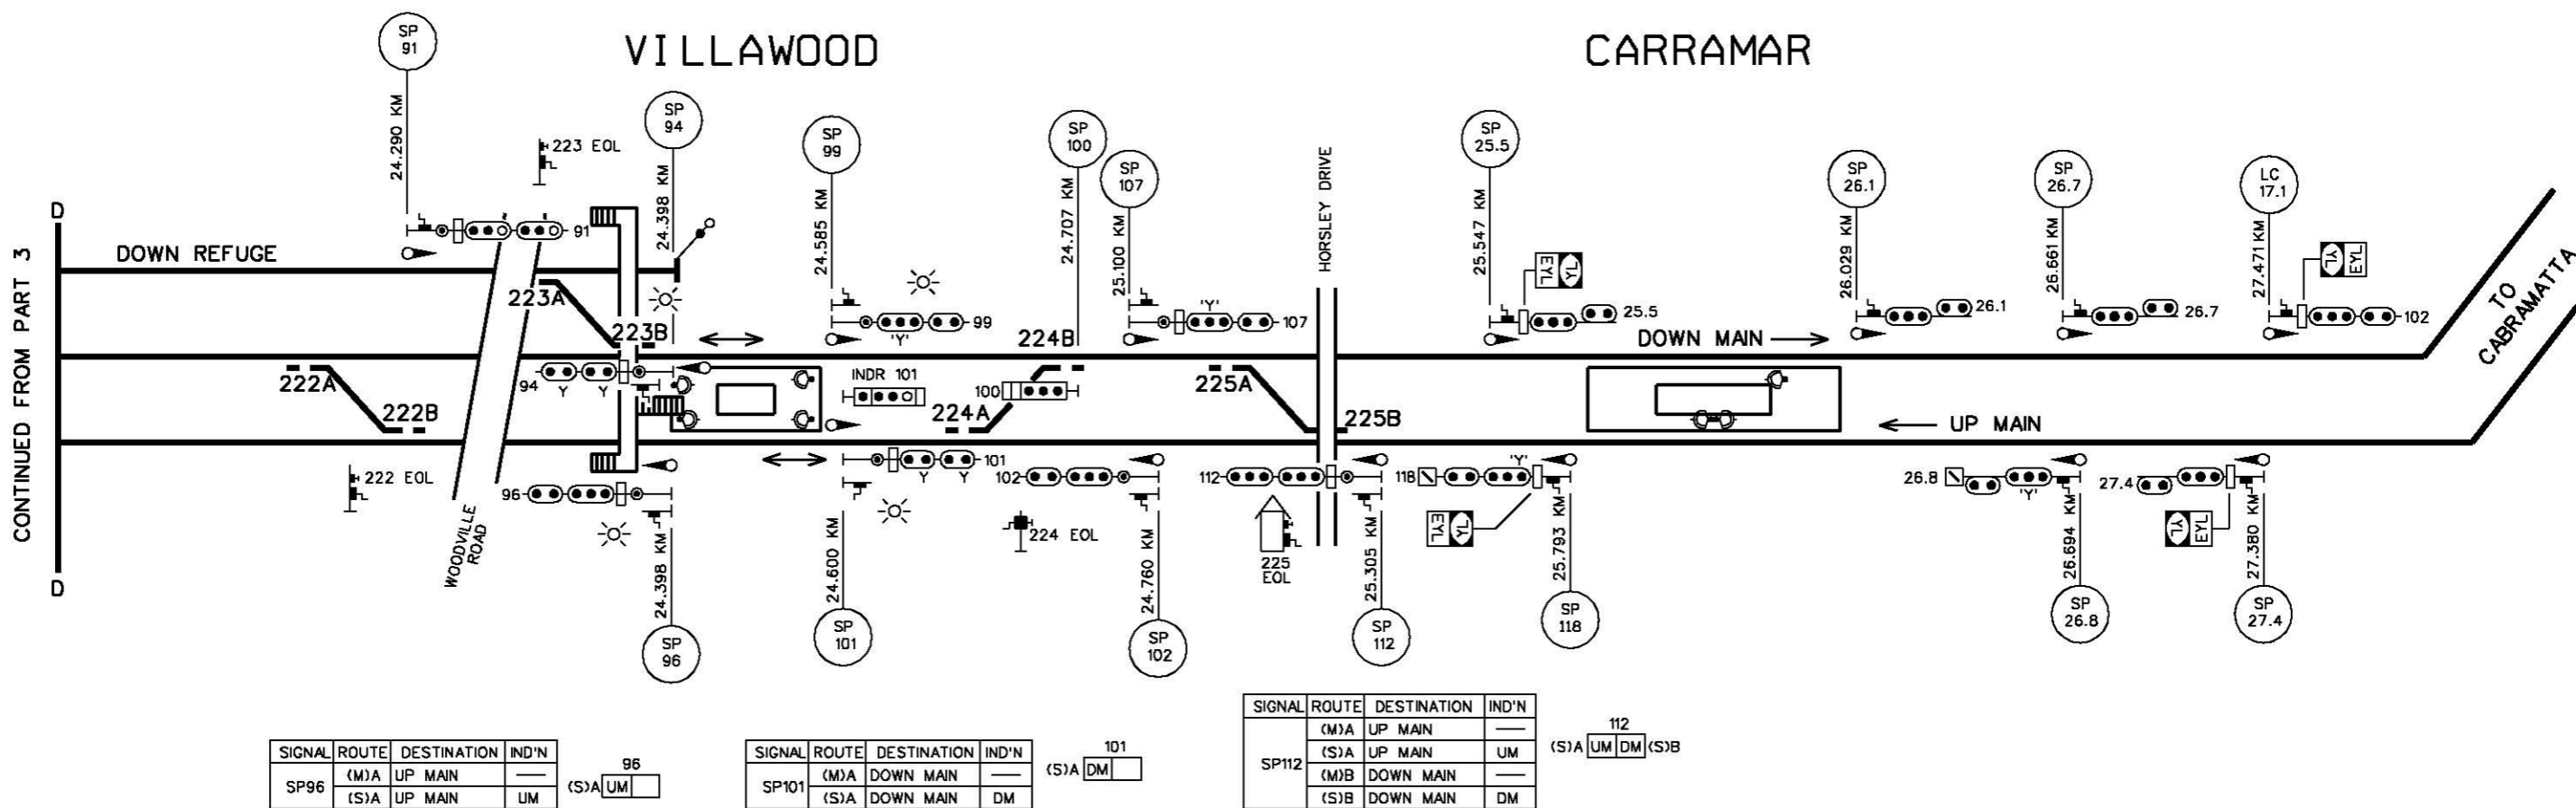 VILLAWOOD
CARRAMAR
CONTINUED FROM PART 3
D
D
DOWN REFUGE
SP 91
24.290 KM
223 EOL
91
SP 94
24.398 KM
SP 99
24.585 KM
'Y'
99
SP 100
24.707 KM
SP 107
25.100 KM
'Y'
107
HORSLEY DRIVE
SP 25.5
25.547 KM
EYL
YL
25.5
SP 26.1
26.029 KM
26.1
SP 26.7
26.661 KM
26.7
LC 17.1
27.471 KM
YL
EYL
102
TO CABRAMATTA
223A
223B
224B
DOWN MAIN
222A
222B
94
Y
Y
INDR 101
100
224A
225A
225B
UP MAIN
222 EOL
WOODVILLE ROAD
96
24.398 KM
SP 96
101
Y
Y
24.600 KM
SP 101
102
224 EOL
24.760 KM
SP 102
112
225 EOL
25.305 KM
SP 112
118
'Y'
EYL
YL
25.793 KM
SP 118
26.8
'Y'
26.694 KM
SP 26.8
27.4
YL
EYL
27.380 KM
SP 27.4
SIGNAL ROUTE DESTINATION IND'N
SP96 (M)A UP MAIN —
(S)A UP MAIN UM
96
(S)A UM
SIGNAL ROUTE DESTINATION IND'N
SP101 (M)A DOWN MAIN —
(S)A DOWN MAIN DM
101
(S)A DM
SIGNAL ROUTE DESTINATION IND'N
SP112 (M)A UP MAIN —
(S)A UP MAIN UM
(M)B DOWN MAIN —
(S)B DOWN MAIN DM
112
(S)A UM DM (S)B